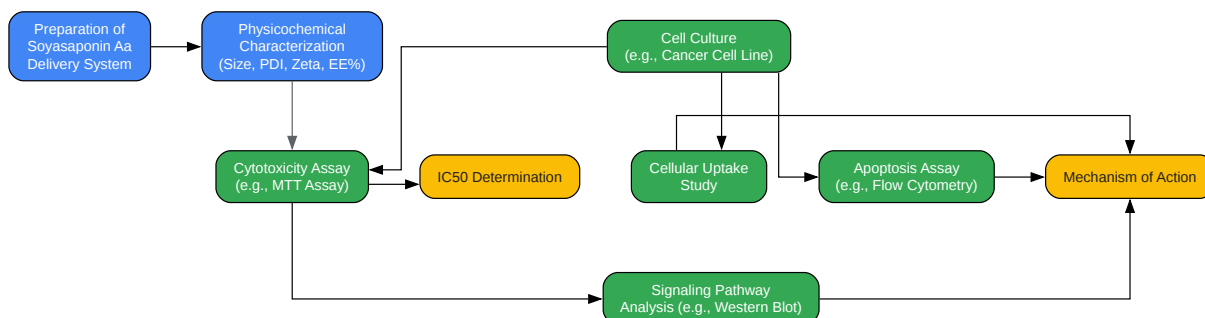 Preparation of
Soyasaponin Aa
Delivery System
Physicochemical
Characterization
(Size, PDI, Zeta, EE%)
Cell Culture
(e.g., Cancer Cell Line)
Cytotoxicity Assay
(e.g., MTT Assay)
IC50 Determination
Cellular Uptake
Study
Apoptosis Assay
(e.g., Flow Cytometry)
Mechanism of Action
Signaling Pathway
Analysis (e.g., Western Blot)